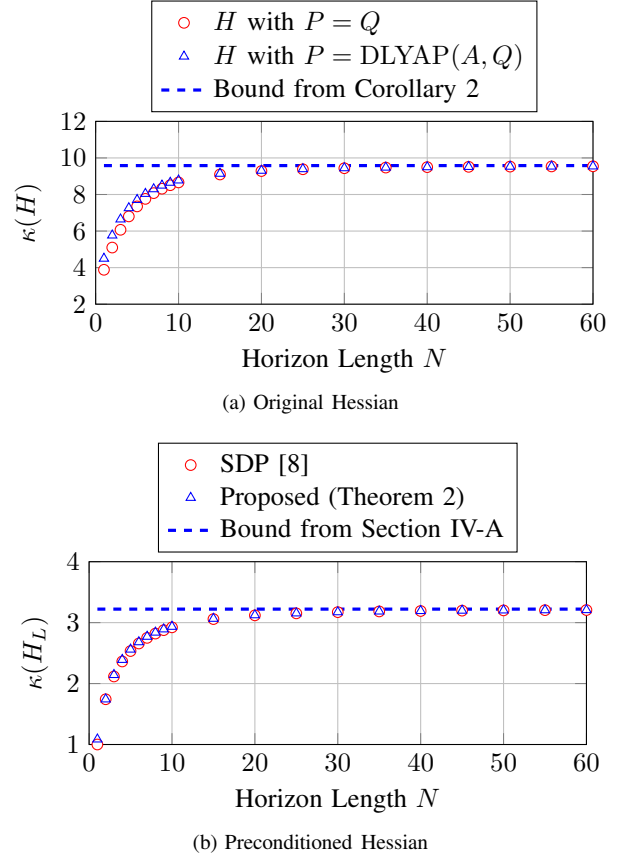 H with P = Q
H with P = DLYAP(A, Q)
Bound from Corollary 2
12
10
8
6
4
2
κ(H)
0 10 20 30 40 50 60
Horizon Length N
(a) Original Hessian
SDP [8]
Proposed (Theorem 2)
Bound from Section IV-A
4
3
2
1
κ(H_L)
0 10 20 30 40 50 60
Horizon Length N
(b) Preconditioned Hessian